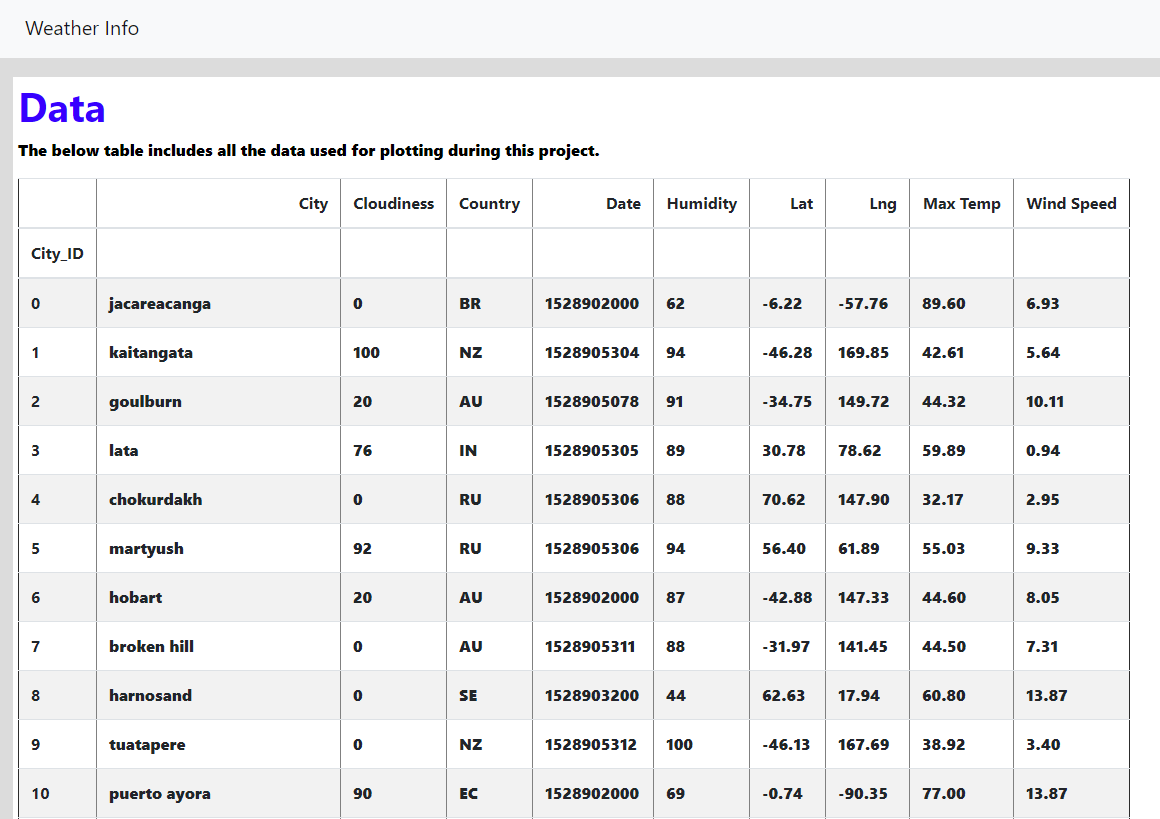 Weather Info
Data
The below table includes all the data used for plotting during this project.
City Cloudiness Country Date Humidity Lat Lng Max Temp Wind Speed
City_ID
0 jacareacanga 0 BR 1528902000 62 -6.22 -57.76 89.60 6.93
1 kaitangata 100 NZ 1528905304 94 -46.28 169.85 42.61 5.64
2 goulburn 20 AU 1528905078 91 -34.75 149.72 44.32 10.11
3 lata 76 IN 1528905305 89 30.78 78.62 59.89 0.94
4 chokurdakh 0 RU 1528905306 88 70.62 147.90 32.17 2.95
5 martyush 92 RU 1528905306 94 56.40 61.89 55.03 9.33
6 hobart 20 AU 1528902000 87 -42.88 147.33 44.60 8.05
7 broken hill 0 AU 1528905311 88 -31.97 141.45 44.50 7.31
8 harnosand 0 SE 1528903200 44 62.63 17.94 60.80 13.87
9 tuatapere 0 NZ 1528905312 100 -46.13 167.69 38.92 3.40
10 puerto ayora 90 EC 1528902000 69 -0.74 -90.35 77.00 13.87